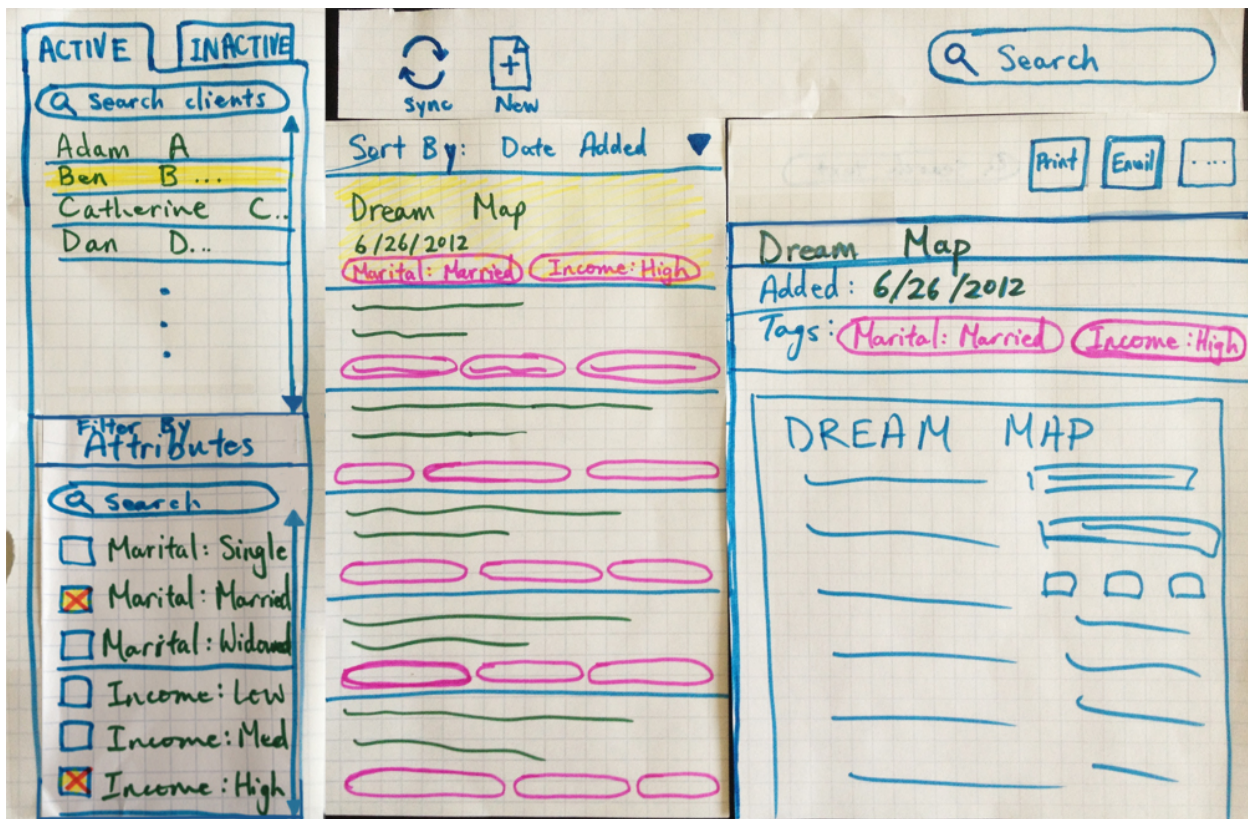 ACTIVE INACTIVE
Search clients
Adam A
Ben B ...
Catherine C..
Dan D...
Filter By
Attributes
Search
Marital: Single
Marital: Married
Marital: Widowed
Income: Low
Income: Med
Income: High
Sync New
Search
Sort By: Date Added
Dream Map
6/26/2012
Marital: Married Income: High
Print Email ....
Dream Map
Added: 6/26/2012
Tags: Marital: Married Income: High
DREAM MAP